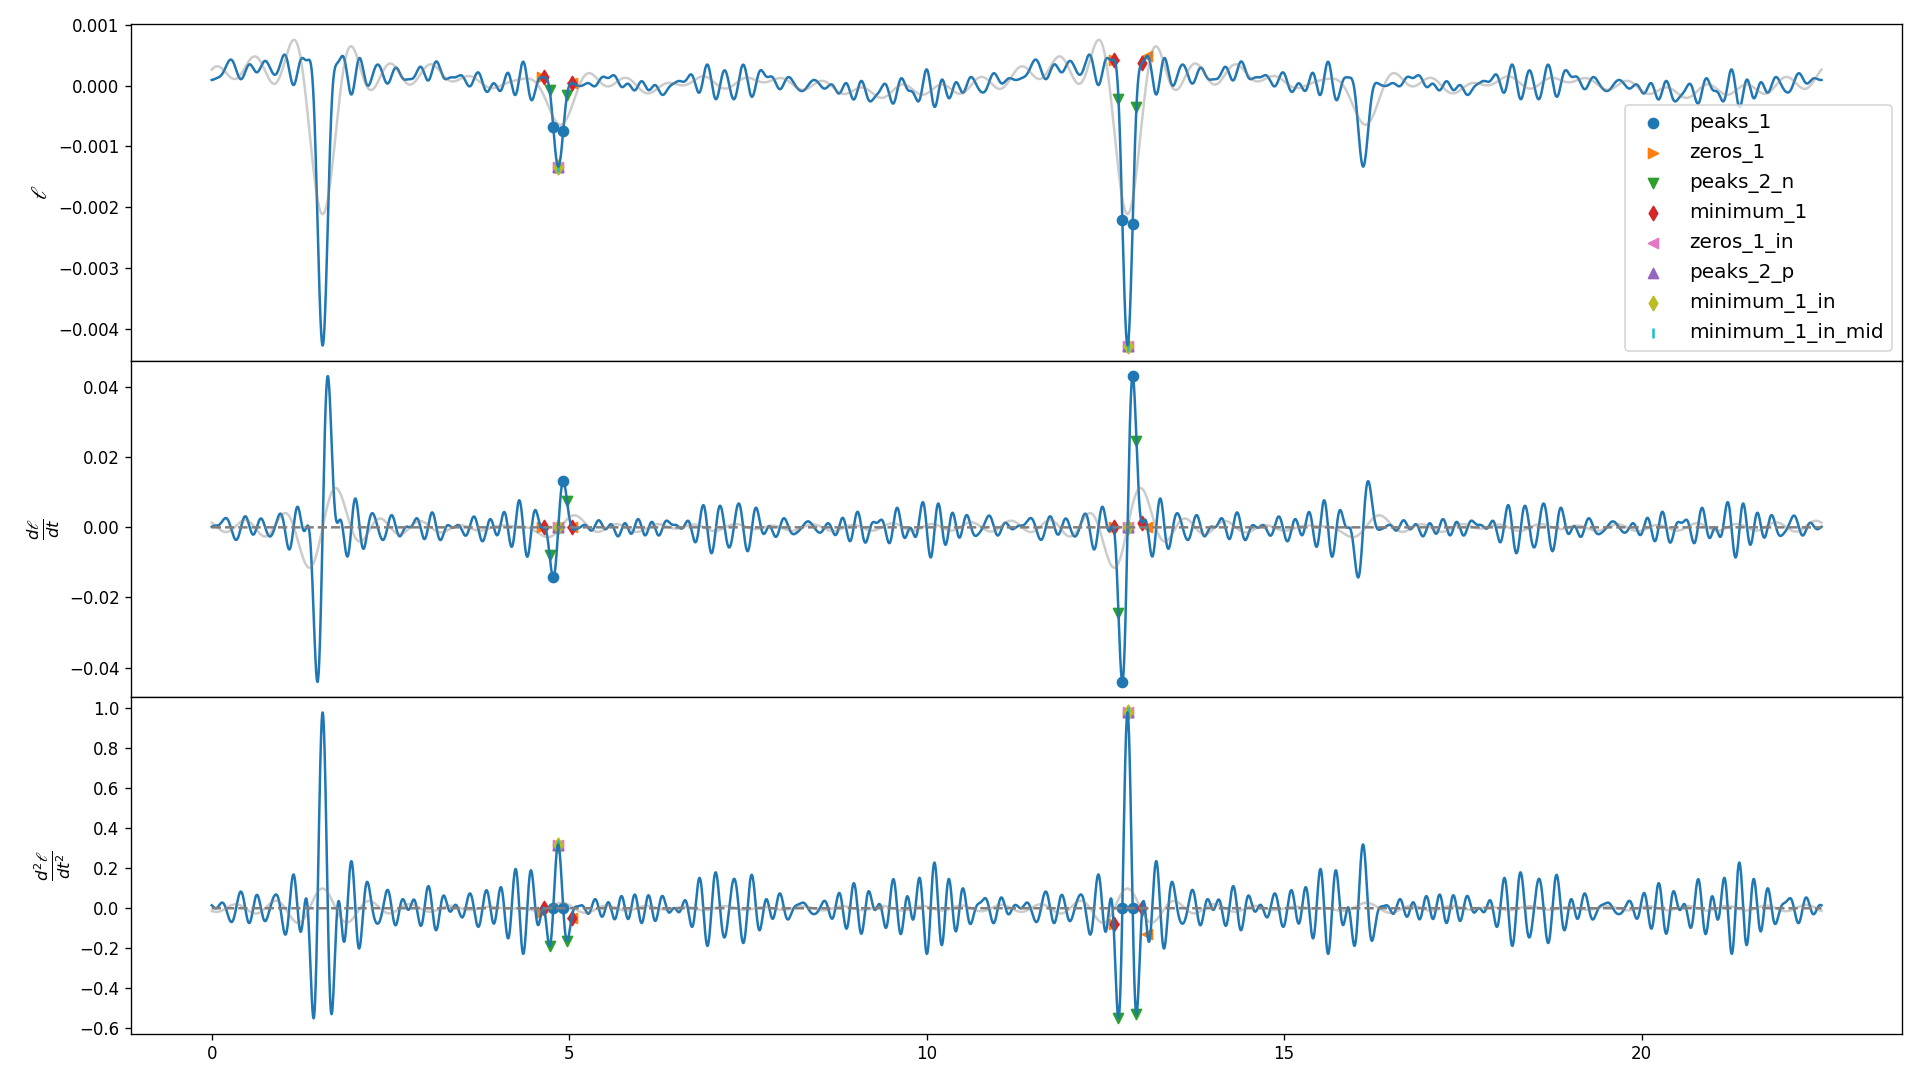 0.001
0.000
−0.001
−0.002
−0.003
−0.004
ℓ
peaks_1
zeros_1
peaks_2_n
minimum_1
zeros_1_in
peaks_2_p
minimum_1_in
minimum_1_in_mid
0.04
0.02
0.00
−0.02
−0.04
dℓ
dt
1.0
0.8
0.6
0.4
0.2
0.0
−0.2
−0.4
−0.6
d²ℓ
dt²
0 5 10 15 20